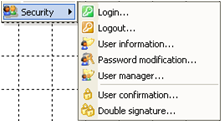 Security
Login...
Logout...
User information...
Password modification...
User manager...
User confirmation...
Double signature...